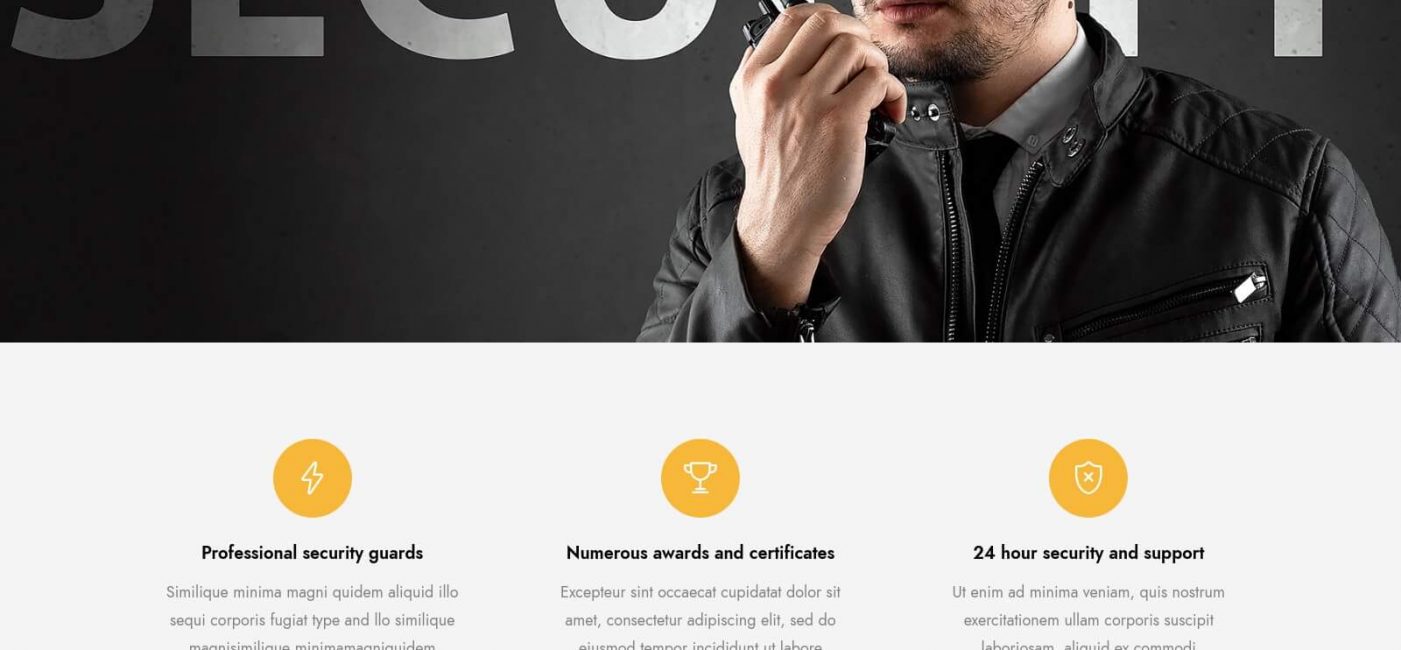 SECU
Professional security guards
Similique minima magni quidem aliquid illo
sequi corporis fugiat type and llo similique
magnisimilique minimamagniquidem
Numerous awards and certificates
Excepteur sint occaecat cupidatat dolor sit
amet, consectetur adipiscing elit, sed do
eiusmod tempor incididunt ut labore
24 hour security and support
Ut enim ad minima veniam, quis nostrum
exercitationem ullam corporis suscipit
laboriosam, aliquid ex commodi